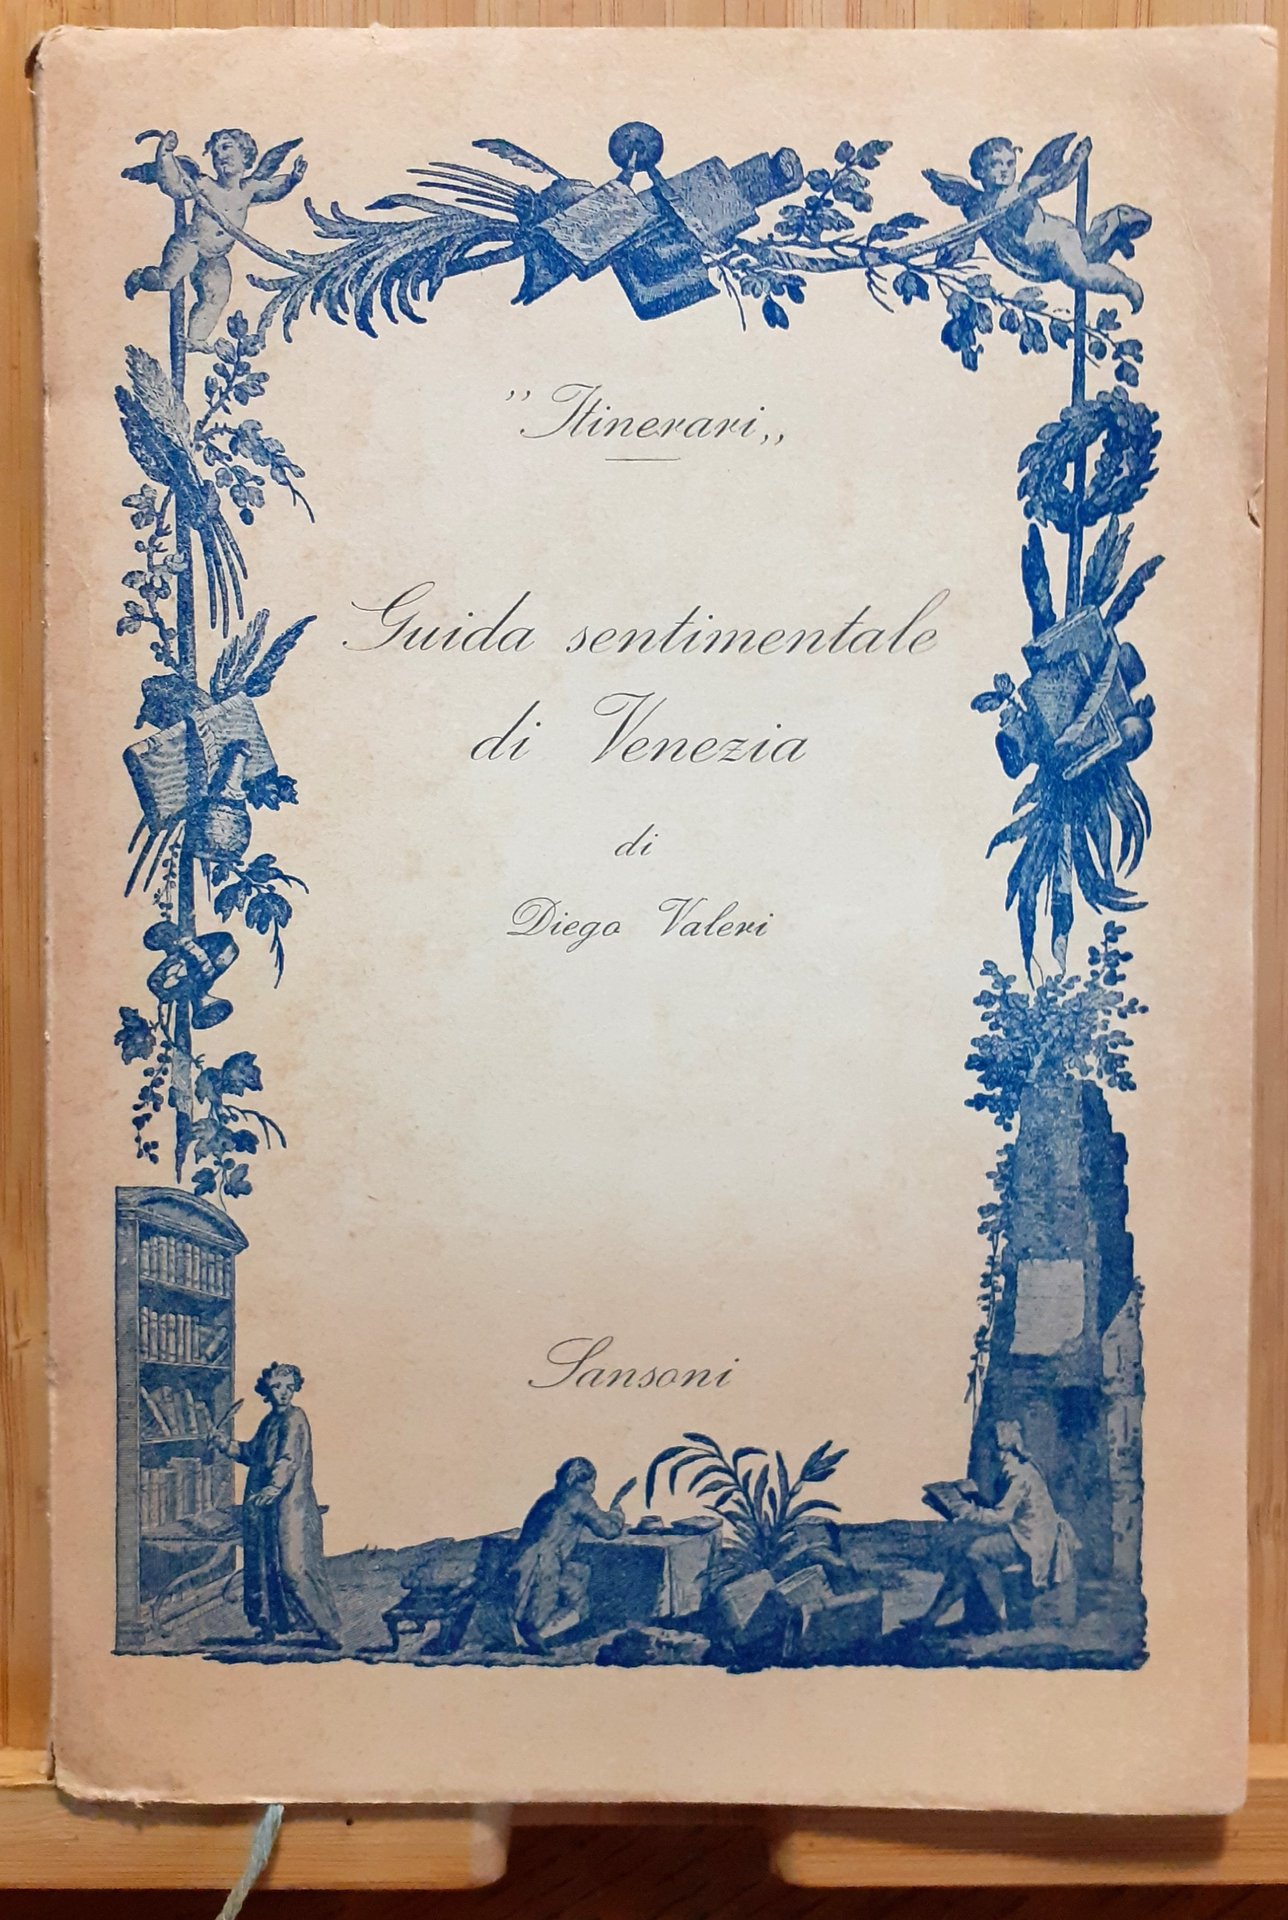 "Itinerari„
Guida sentimentale
di Venezia
di
Diego Valeri
Sansoni